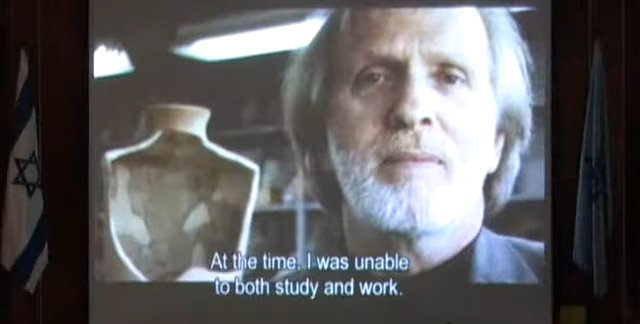 At the time, I was unable
to both study and work.